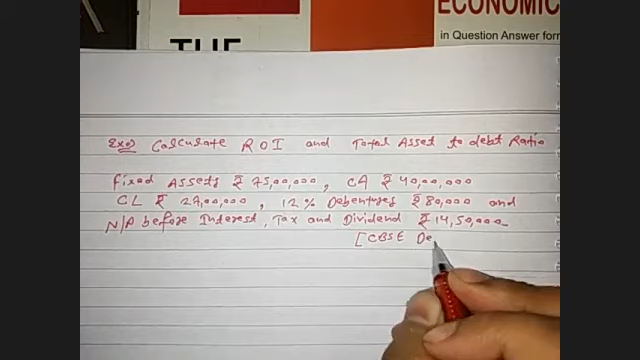 ECONOMIC
in Question Answer form
THE
Calculate ROI and Total Asset to debt Ratio
Fixed Assets ₹ 75,00,000, CA ₹ 40,00,000
CL ₹ 27,00,000, 12% Debentures ₹ 80,000 and
N/P before Interest, Tax and Dividend ₹ 14,50,000
[CBSE De